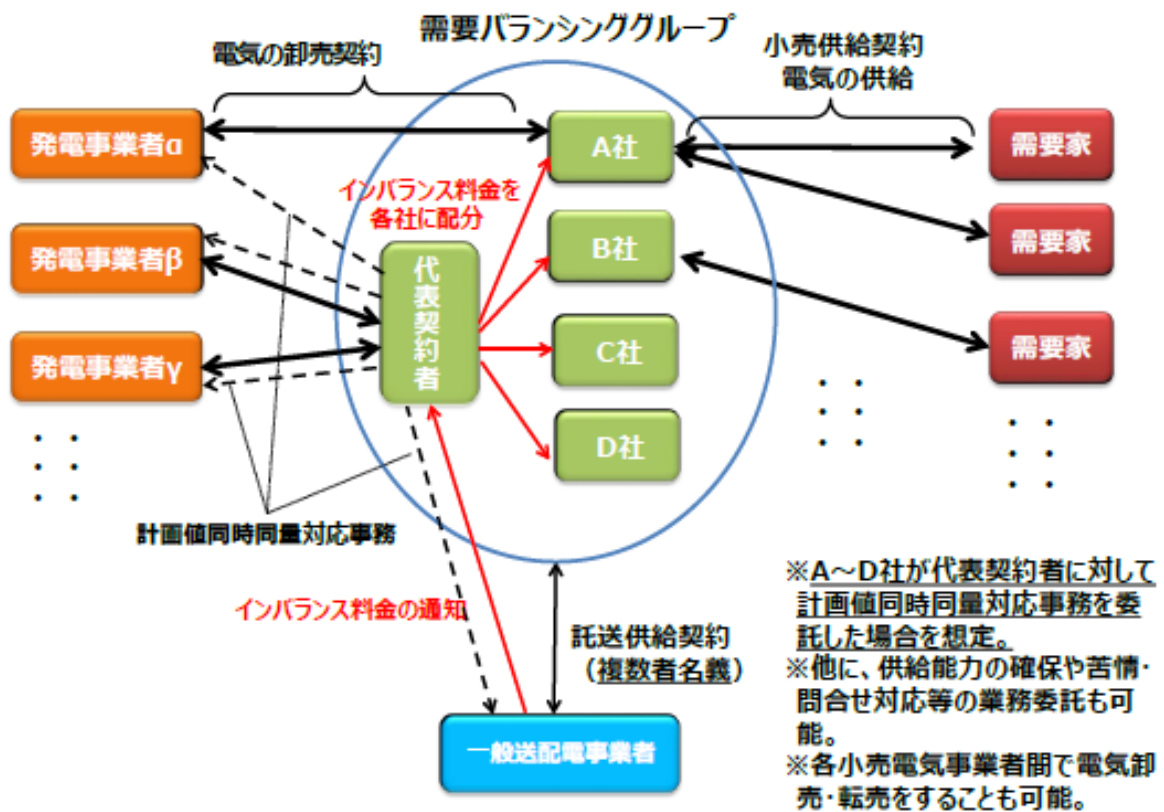 需要バランシンググループ
電気の卸売契約
小売供給契約
電気の供給
発電事業者α
A社
需要家
インバランス料金を
各社に配分
発電事業者β
代表契約者
B社
需要家
発電事業者γ
C社
需要家
D社
・ ・
・ ・
・ ・
・ ・
・ ・
・ ・
・ ・
・ ・
・ ・
計画値同時同量対応事務
インバランス料金の通知
託送供給契約
（複数者名義）
一般送配電事業者
※A～D社が代表契約者に対して
計画値同時同量対応事務を委
託した場合を想定。
※他に、供給能力の確保や苦情・
問合せ対応等の業務委託も可
能。
※各小売電気事業者間で電気卸
売・転売をすることも可能。